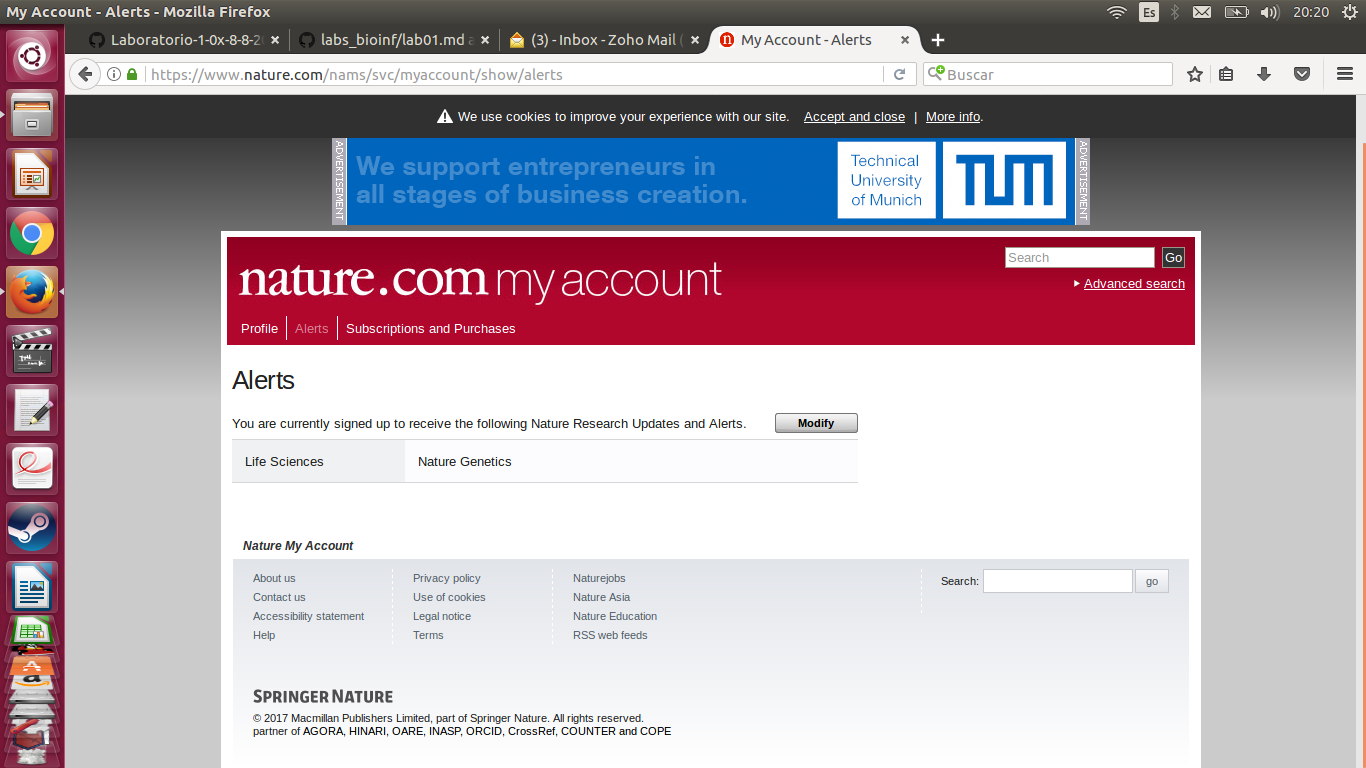 My Account - Alerts - Mozilla Firefox
Es
20:20
Laboratorio-1-0x-8-8-2
labs_bioinf/lab01.md a
(3) - Inbox - Zoho Mail (
My Account - Alerts
https://www.nature.com/nams/svc/myaccount/show/alerts
Buscar
We use cookies to improve your experience with our site. Accept and close | More info.
ADVERTISEMENT
We support entrepreneurs in
all stages of business creation.
Technical
University
of Munich
TUM
ADVERTISEMENT
nature.com my account
Search
Go
Advanced search
Profile
Alerts
Subscriptions and Purchases
Alerts
You are currently signed up to receive the following Nature Research Updates and Alerts.
Modify
Life Sciences
Nature Genetics
Nature My Account
About us
Contact us
Accessibility statement
Help
Privacy policy
Use of cookies
Legal notice
Terms
Naturejobs
Nature Asia
Nature Education
RSS web feeds
Search:
go
SPRINGER NATURE
© 2017 Macmillan Publishers Limited, part of Springer Nature. All rights reserved.
partner of AGORA, HINARI, OARE, INASP, ORCID, CrossRef, COUNTER and COPE